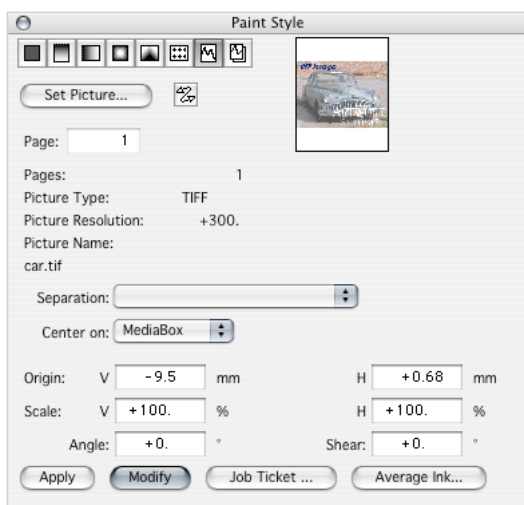 Paint Style
Set Picture...
Page: 1
Pages: 1
Picture Type: TIFF
Picture Resolution: +300.
Picture Name:
car.tif
Separation:
Center on: MediaBox
Origin: V -9.5 mm H +0.68 mm
Scale: V +100. % H +100. %
Angle: +0. ° Shear: +0. °
Apply Modify Job Ticket ... Average Ink...